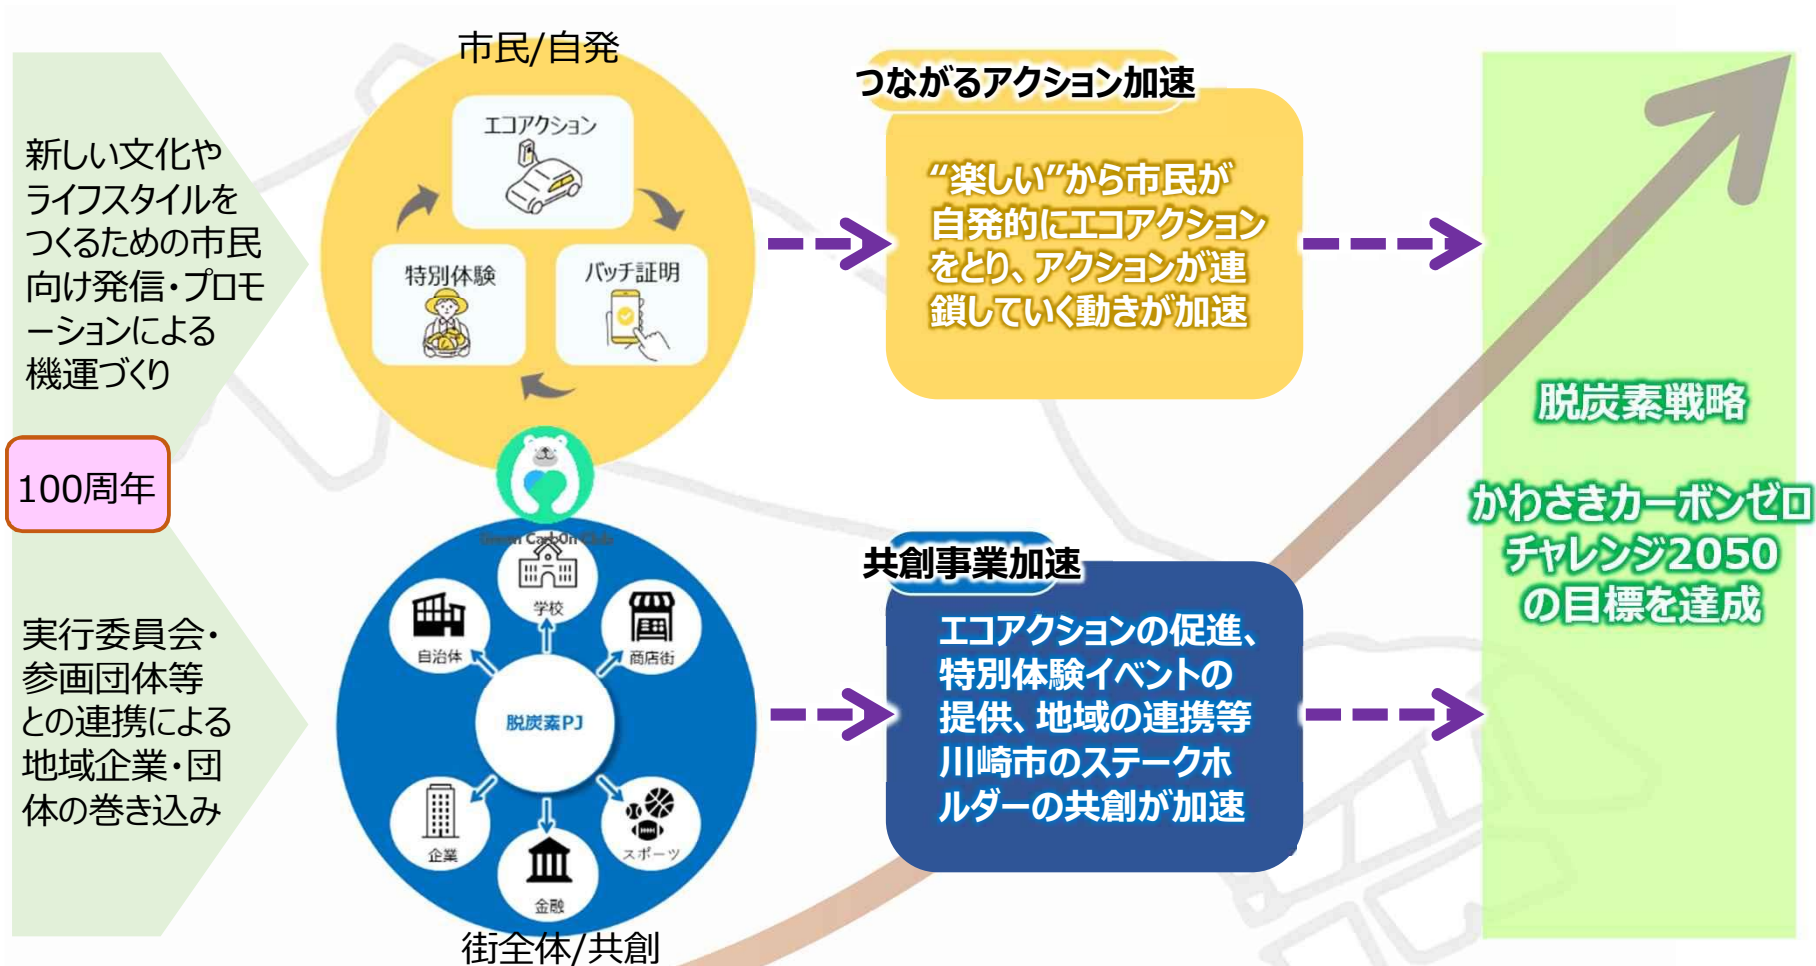 市民/自発
新しい文化や
ライフスタイルを
つくるための市民
向け発信・プロモ
ーションによる
機運づくり
エコアクション
特別体験
バッチ証明
つながるアクション加速
“楽しい”から市民が
自発的にエコアクション
をとり、アクションが連
鎖していく動きが加速
100周年
Green Carb0n Club
実行委員会・
参画団体等
との連携による
地域企業・団
体の巻き込み
学校
自治体
商店街
脱炭素PJ
企業
スポーツ
金融
街全体/共創
共創事業加速
エコアクションの促進、
特別体験イベントの
提供、地域の連携等
川崎市のステークホ
ルダーの共創が加速
脱炭素戦略
かわさきカーボンゼロ
チャレンジ2050
の目標を達成